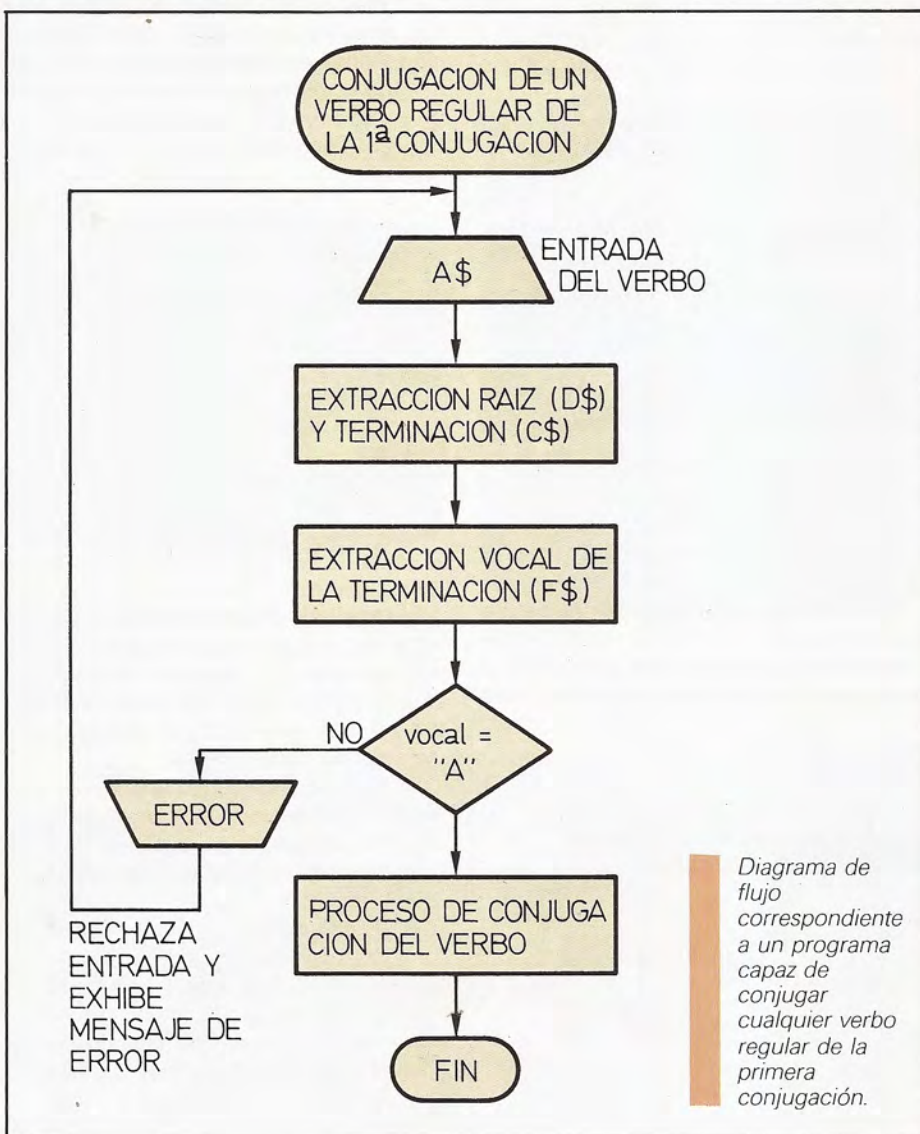 CONJUGACION DE UN
VERBO REGULAR DE
LA 1ª CONJUGACION
A$
ENTRADA
DEL VERBO
EXTRACCION RAIZ (D$)
Y TERMINACION (C$)
EXTRACCION VOCAL DE
LA TERMINACION (F$)
vocal =
"A"
NO
ERROR
RECHAZA
ENTRADA Y
EXHIBE
MENSAJE DE
ERROR
PROCESO DE CONJUGA
CION DEL VERBO
FIN
Diagrama de
flujo
correspondiente
a un programa
capaz de
conjugar
cualquier verbo
regular de la
primera
conjugación.